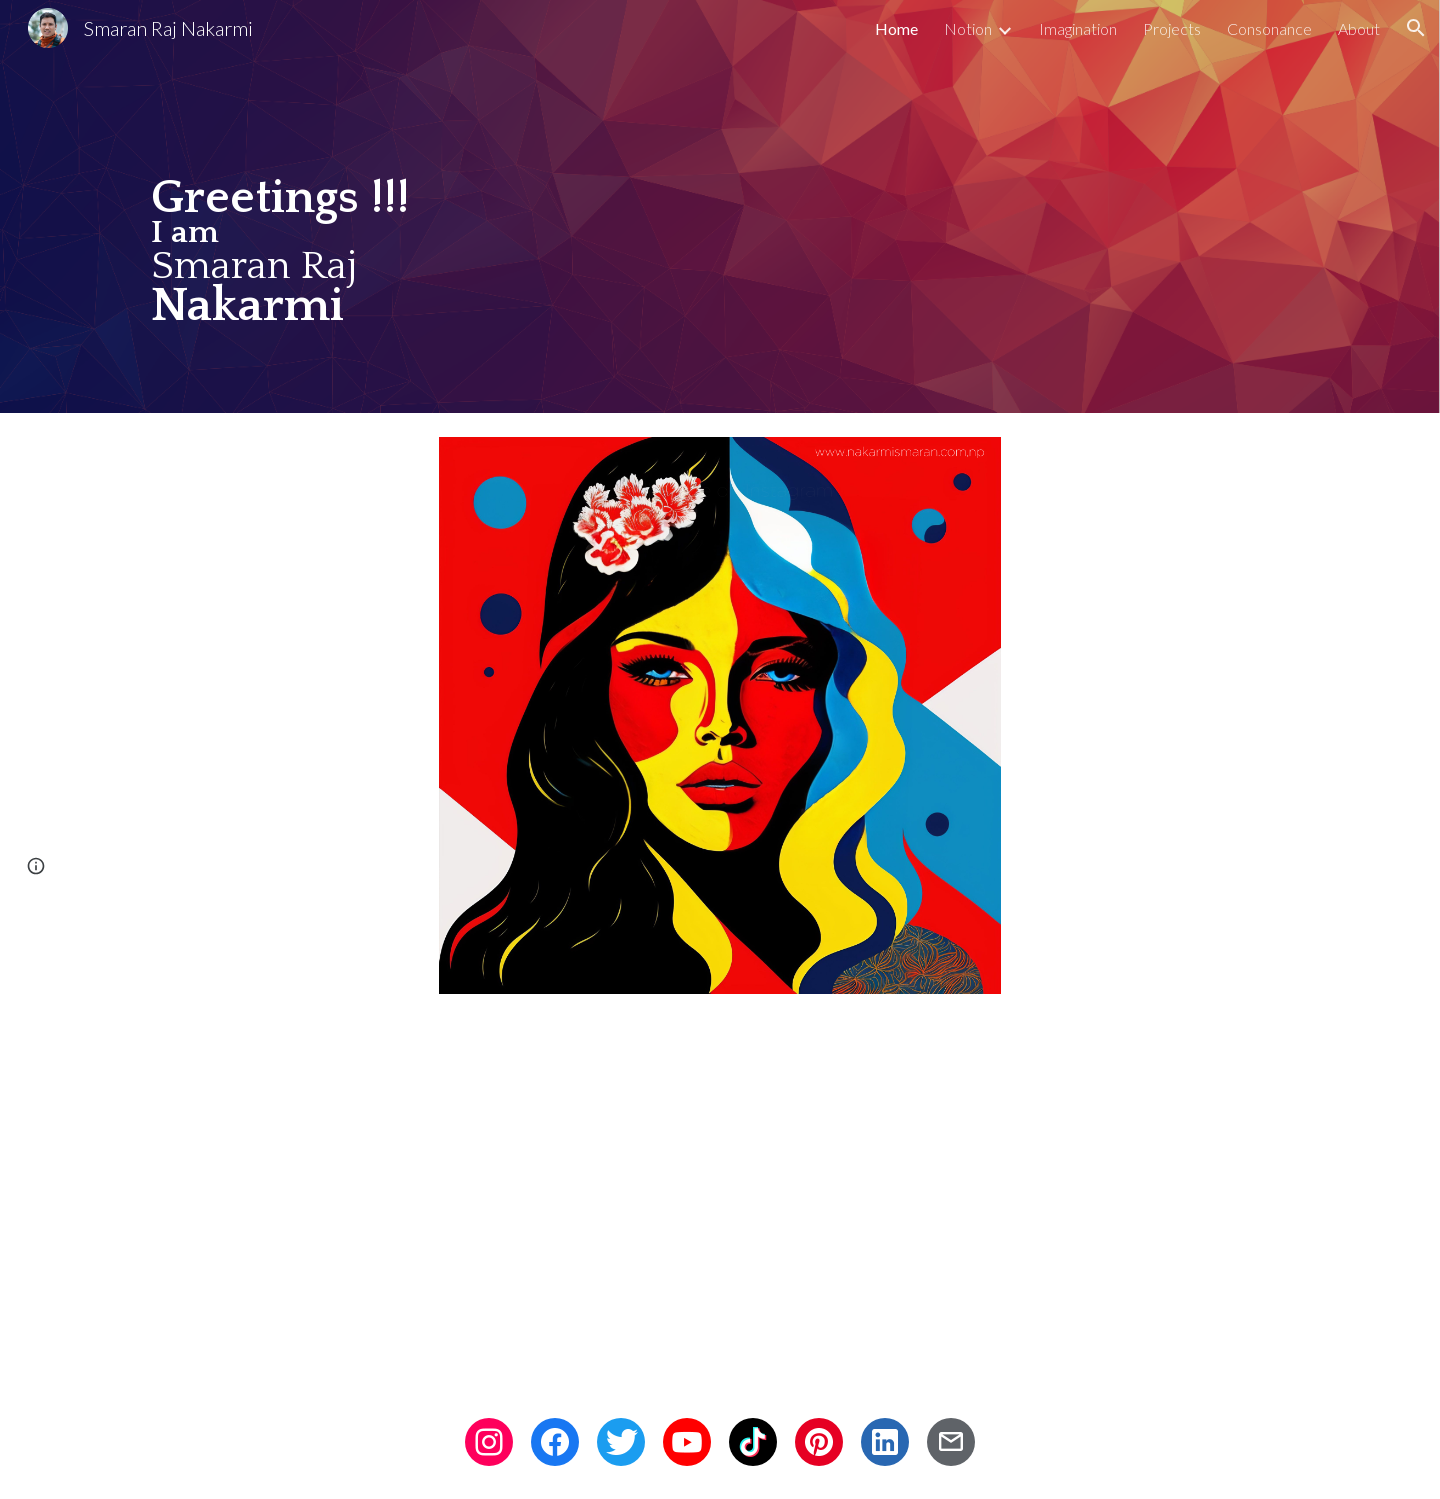 Smaran Raj Nakarmi
Home Notion Imagination Projects Consonance About
Greetings !!!
I am
Smaran Raj
Nakarmi
www.nakarmismaran.com.np